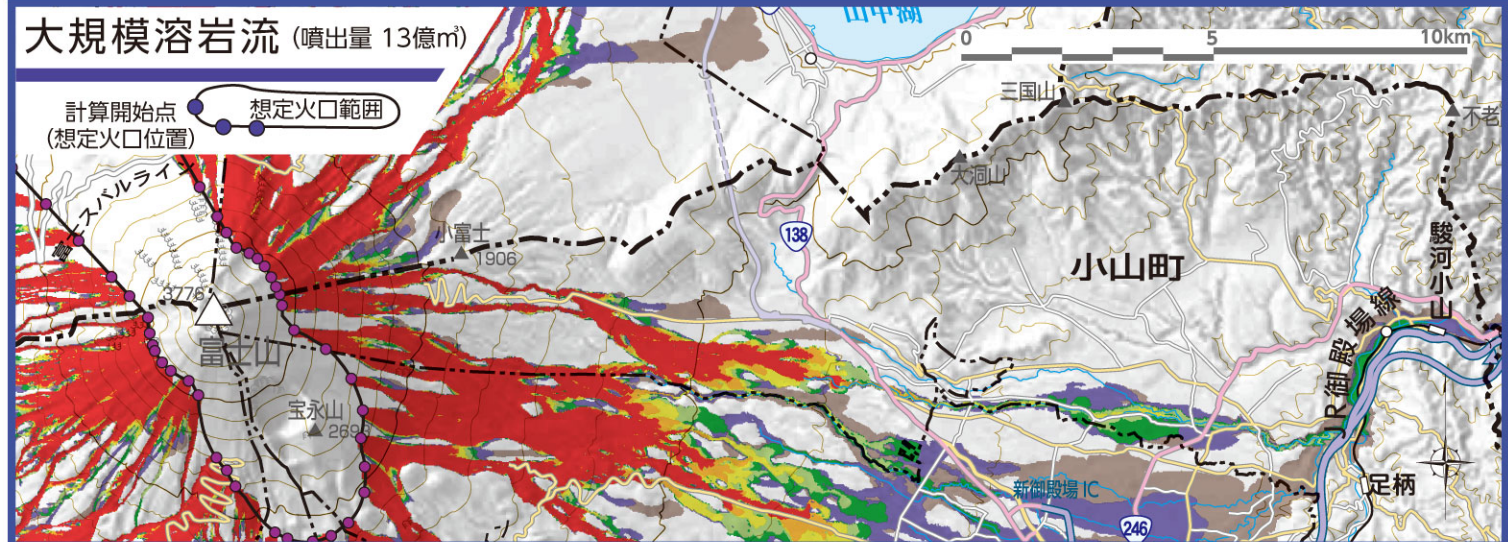 大規模溶岩流 (噴出量 13億㎥)
計算開始点
(想定火口位置)
想定火口範囲
山中湖
0 5 10km
三国山
不老
大洞山
富士スバルライン
小富士
1906
138
小山町
駿河小山
JR御殿場線
3776
富士山
宝永山
269
新御殿場IC
246
足柄